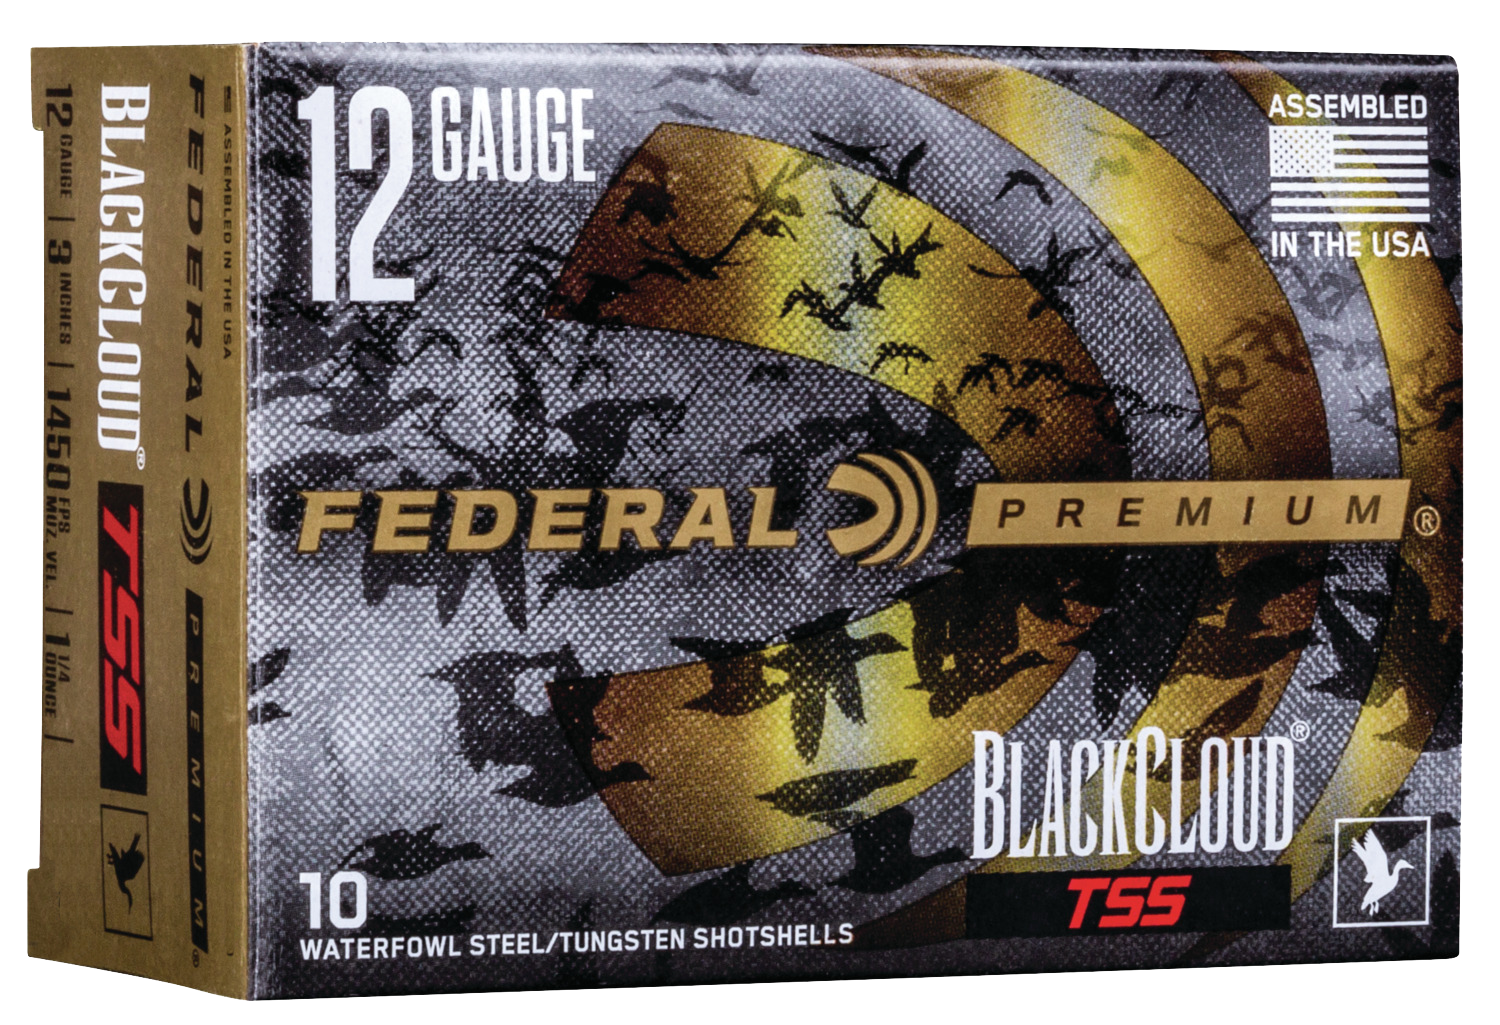 12 GAUGE
ASSEMBLED
IN THE USA
FEDERAL PREMIUM®
BLACKCLOUD®
TSS
10
WATERFOWL STEEL/TUNGSTEN SHOTSHELLS
ASSEMBLED IN THE USA
FEDERAL PREMIUM®
BLACKCLOUD® TSS
12 GAUGE | 3 INCHES | 1450 FPS MUZ. VEL. | 1 1/4 OUNCE |